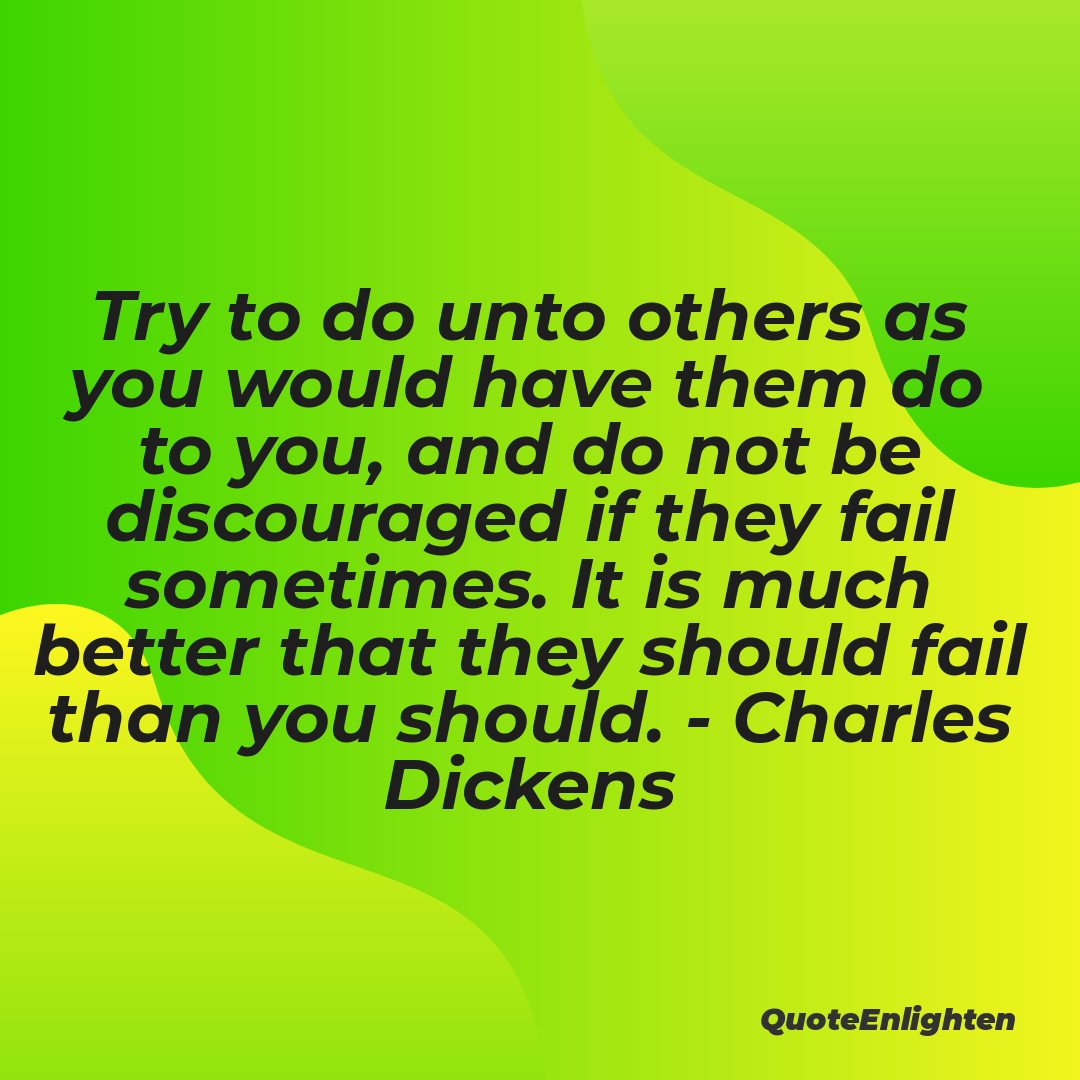 Try to do unto others as
you would have them do
to you, and do not be
discouraged if they fail
sometimes. It is much
better that they should fail
than you should. - Charles
Dickens
QuoteEnlighten